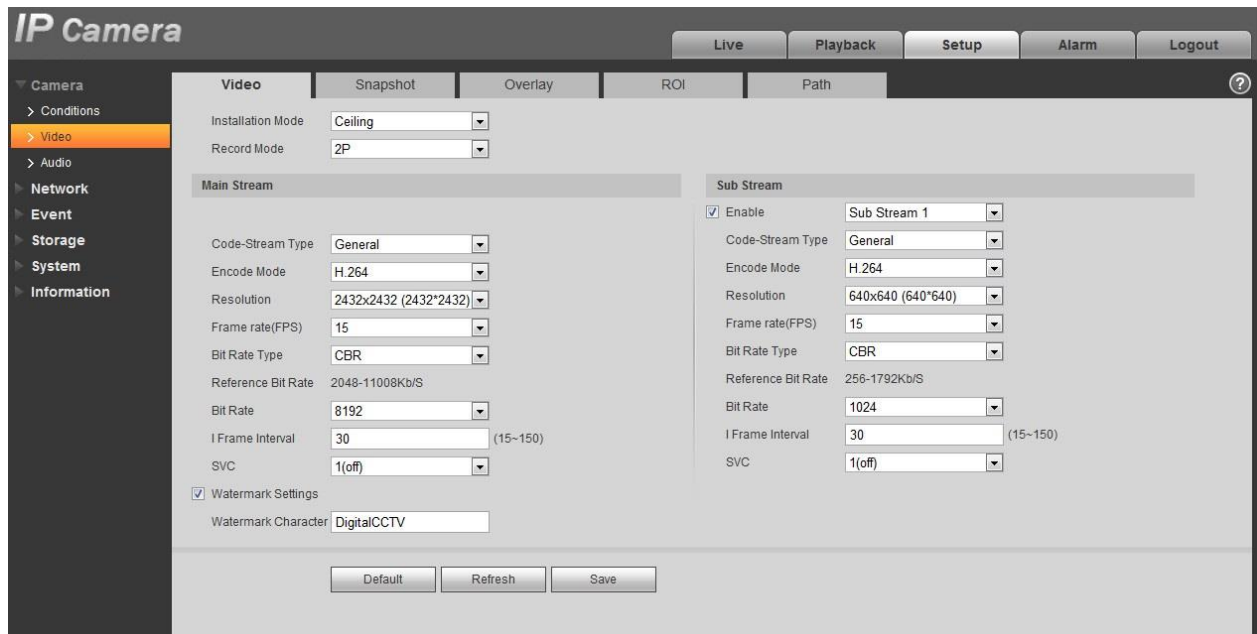 IP Camera
Live Playback Setup Alarm Logout
Camera
> Conditions
> Video
> Audio
Network
Event
Storage
System
Information
Video Snapshot Overlay ROI Path ?
Installation Mode Ceiling
Record Mode 2P
Main Stream
Code-Stream Type General
Encode Mode H.264
Resolution 2432x2432 (2432*2432)
Frame rate(FPS) 15
Bit Rate Type CBR
Reference Bit Rate 2048-11008Kb/S
Bit Rate 8192
I Frame Interval 30 (15~150)
SVC 1(off)
Watermark Settings
Watermark Character DigitalCCTV
Sub Stream
Enable Sub Stream 1
Code-Stream Type General
Encode Mode H.264
Resolution 640x640 (640*640)
Frame rate(FPS) 15
Bit Rate Type CBR
Reference Bit Rate 256-1792Kb/S
Bit Rate 1024
I Frame Interval 30 (15~150)
SVC 1(off)
Default Refresh Save